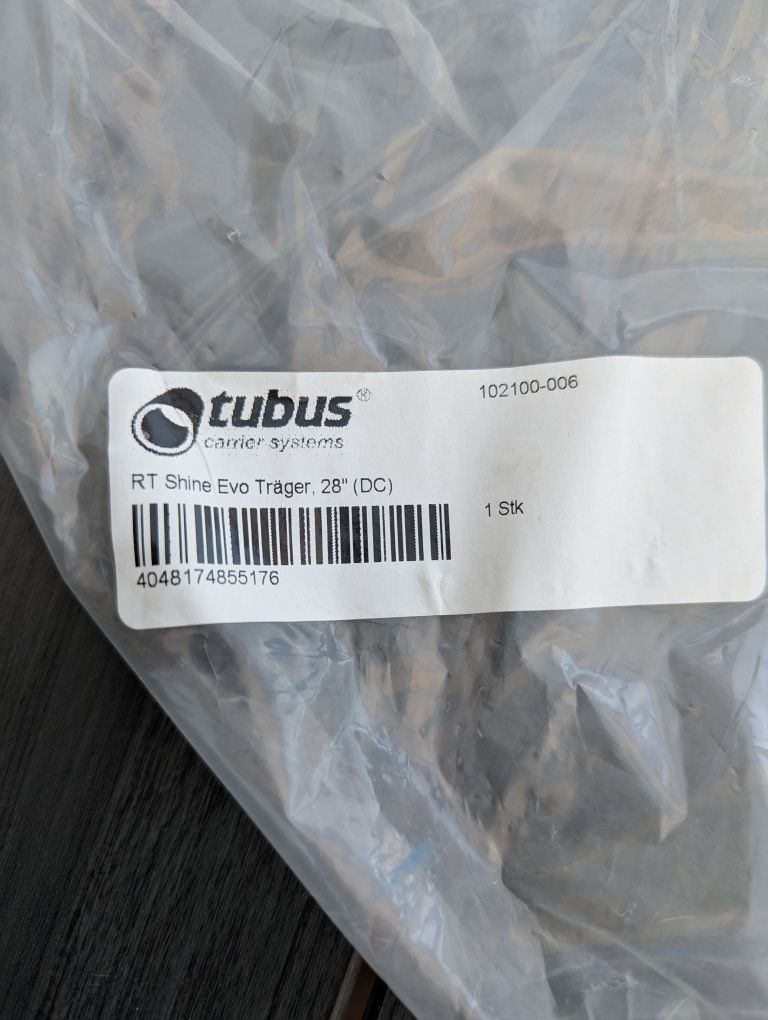 tubus®
carrier systems
102100-006
RT Shine Evo Träger, 28" (DC)
1 Stk
4048174855176